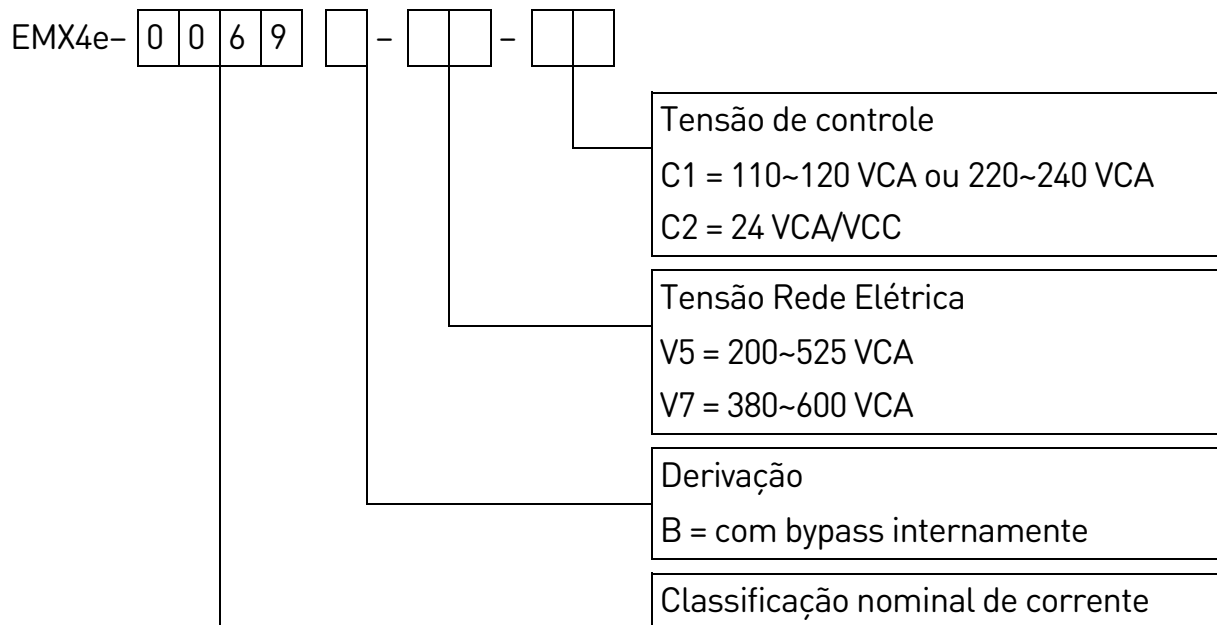 EMX4e– 0 0 6 9 – –
Tensão de controle
C1 = 110~120 VCA ou 220~240 VCA
C2 = 24 VCA/VCC
Tensão Rede Elétrica
V5 = 200~525 VCA
V7 = 380~600 VCA
Derivação
B = com bypass internamente
Classificação nominal de corrente